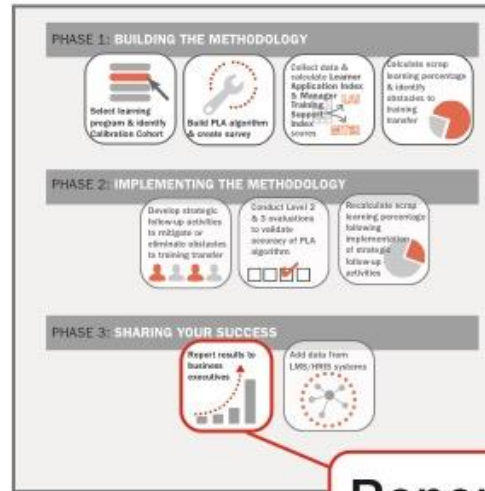 PHASE 1: BUILDING THE METHODOLOGY
Select learning
program & identify
Calibration Cohort
Build PLA algorithm
& create survey
Collect data &
calculate Learner
Application Index
& Manager
Training
Support
Index
scores
Calculate scrap
learning percentage
& identify
obstacles to
training
transfer
PHASE 2: IMPLEMENTING THE METHODOLOGY
Develop strategic
follow-up activities
to mitigate or
eliminate obstacles
to training transfer
Conduct Level 2
& 3 evaluations
to validate
accuracy of PLA
algorithm
Recalculate scrap
learning percentage
following
implementation
of strategic
follow-up
activities
PHASE 3: SHARING YOUR SUCCESS
Report results to
business
executives
Add data from
LMS/HRIS systems